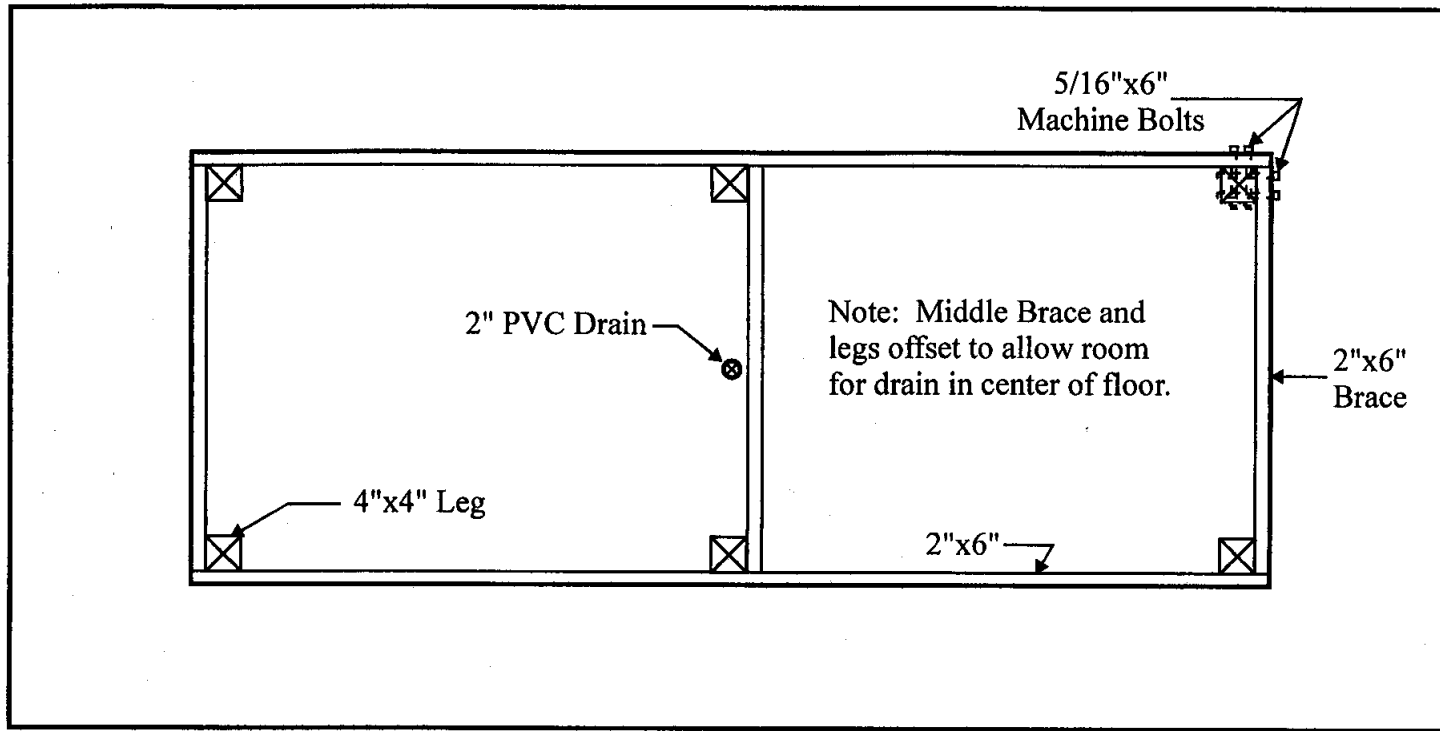 5/16"x6"
Machine Bolts
2" PVC Drain
Note: Middle Brace and
legs offset to allow room
for drain in center of floor.
2"x6"
Brace
4"x4" Leg
2"x6"